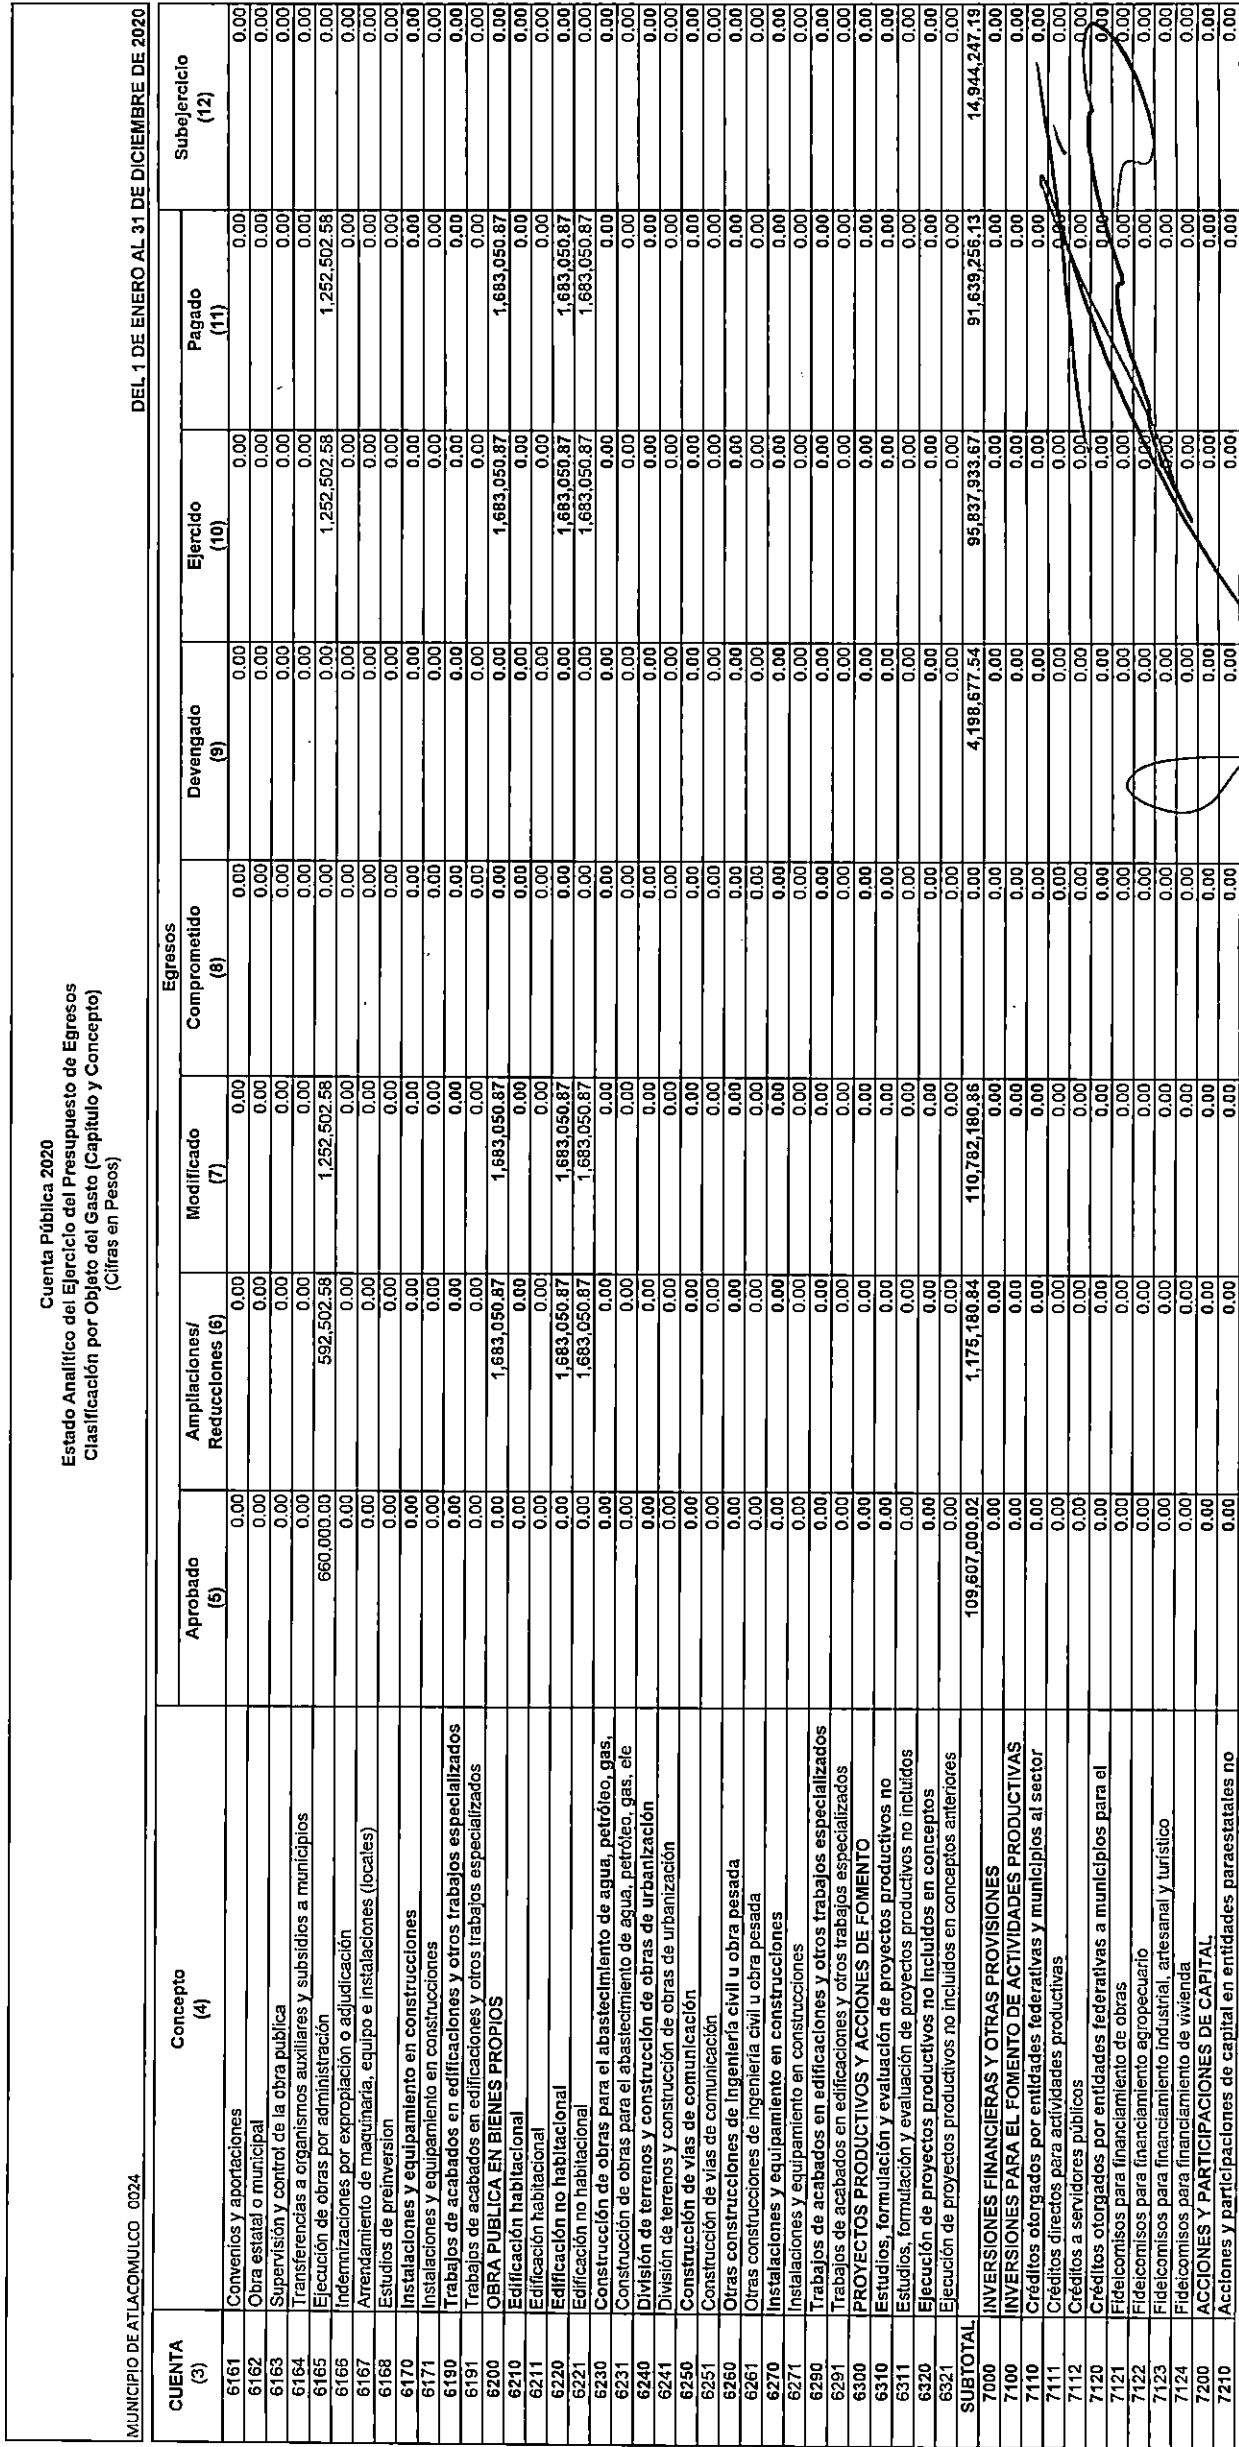 Cuenta Pública 2020
Estado Analítico del Ejercicio del Presupuesto de Egresos
Clasificación por Objeto del Gasto (Capítulo y Concepto)
(Cifras en Pesos)
MUNICIPIO DE ATLACOMULCO 0024 DEL 1 DE ENERO AL 31 DE DICIEMBRE DE 2020
Egresos
CUENTA (3) Concepto (4) Aprobado (5) Ampliaciones/ Reducciones (6) Modificado (7) Comprometido (8) Devengado (9) Ejercido (10) Pagado (11) Subejercicio (12)
6161 Convenios y aportaciones 0.00 0.00 0.00 0.00 0.00 0.00 0.00 0.00
6162 Obra estatal o municipal 0.00 0.00 0.00 0.00 0.00 0.00 0.00 0.00
6163 Supervisión y control de la obra publica 0.00 0.00 0.00 0.00 0.00 0.00 0.00 0.00
6164 Transferencias a organismos auxiliares y subsidios a municipios 0.00 0.00 0.00 0.00 0.00 0.00 0.00 0.00
6165 Ejecución de obras por administración 660,000.00 592,502.58 1,252,502.58 0.00 0.00 1,252,502.58 1,252,502.58 0.00
6166 Indemnizaciones por expropiación o adjudicación 0.00 0.00 0.00 0.00 0.00 0.00 0.00 0.00
6167 Arrendamiento de maquinaria, equipo e instalaciones (locales) 0.00 0.00 0.00 0.00 0.00 0.00 0.00 0.00
6168 Estudios de preinversion 0.00 0.00 0.00 0.00 0.00 0.00 0.00 0.00
6170 Instalaciones y equipamiento en construcciones 0.00 0.00 0.00 0.00 0.00 0.00 0.00 0.00
6171 Instalaciones y equipamiento en construcciones 0.00 0.00 0.00 0.00 0.00 0.00 0.00 0.00
6190 Trabajos de acabados en edificaciones y otros trabajos especializados 0.00 0.00 0.00 0.00 0.00 0.00 0.00 0.00
6191 Trabajos de acabados en edificaciones y otros trabajos especializados 0.00 0.00 0.00 0.00 0.00 0.00 0.00 0.00
6200 OBRA PUBLICA EN BIENES PROPIOS 0.00 1,683,050.87 1,683,050.87 0.00 0.00 1,683,050.87 1,683,050.87 0.00
6210 Edificación habitacional 0.00 0.00 0.00 0.00 0.00 0.00 0.00 0.00
6211 Edificación habitacional 0.00 0.00 0.00 0.00 0.00 0.00 0.00 0.00
6220 Edificación no habitacional 0.00 1,683,050.87 1,683,050.87 0.00 0.00 1,683,050.87 1,683,050.87 0.00
6221 Edificación no habitacional 0.00 1,683,050.87 1,683,050.87 0.00 0.00 1,683,050.87 1,683,050.87 0.00
6230 Construcción de obras para el abastecimiento de agua, petróleo, gas, 0.00 0.00 0.00 0.00 0.00 0.00 0.00 0.00
6231 Construcción de obras para el abastecimiento de agua, petróleo, gas, ele 0.00 0.00 0.00 0.00 0.00 0.00 0.00 0.00
6240 División de terrenos y construcción de obras de urbanización 0.00 0.00 0.00 0.00 0.00 0.00 0.00 0.00
6241 División de terrenos y construcción de obras de urbanización 0.00 0.00 0.00 0.00 0.00 0.00 0.00 0.00
6250 Construcción de vías de comunicación 0.00 0.00 0.00 0.00 0.00 0.00 0.00 0.00
6251 Construcción de vías de comunicación 0.00 0.00 0.00 0.00 0.00 0.00 0.00 0.00
6260 Otras construcciones de ingeniería civil u obra pesada 0.00 0.00 0.00 0.00 0.00 0.00 0.00 0.00
6261 Otras construcciones de ingeniería civil u obra pesada 0.00 0.00 0.00 0.00 0.00 0.00 0.00 0.00
6270 Instalaciones y equipamiento en construcciones 0.00 0.00 0.00 0.00 0.00 0.00 0.00 0.00
6271 Instalaciones y equipamiento en construcciones 0.00 0.00 0.00 0.00 0.00 0.00 0.00 0.00
6290 Trabajos de acabados en edificaciones y otros trabajos especializados 0.00 0.00 0.00 0.00 0.00 0.00 0.00 0.00
6291 Trabajos de acabados en edificaciones y otros trabajos especializados 0.00 0.00 0.00 0.00 0.00 0.00 0.00 0.00
6300 PROYECTOS PRODUCTIVOS Y ACCIONES DE FOMENTO 0.00 0.00 0.00 0.00 0.00 0.00 0.00 0.00
6310 Estudios, formulación y evaluación de proyectos productivos no 0.00 0.00 0.00 0.00 0.00 0.00 0.00 0.00
6311 Estudios, formulación y evaluación de proyectos productivos no incluidos 0.00 0.00 0.00 0.00 0.00 0.00 0.00 0.00
6320 Ejecución de proyectos productivos no incluidos en conceptos 0.00 0.00 0.00 0.00 0.00 0.00 0.00 0.00
6321 Ejecución de proyectos productivos no incluidos en conceptos anteriores 0.00 0.00 0.00 0.00 0.00 0.00 0.00 0.00
SUBTOTAL 109,607,000.02 1,175,180.84 110,782,180.86 0.00 4,198,677.54 95,837,933.67 91,639,256.13 14,944,247.19
7000 INVERSIONES FINANCIERAS Y OTRAS PROVISIONES 0.00 0.00 0.00 0.00 0.00 0.00 0.00 0.00
7100 INVERSIONES PARA EL FOMENTO DE ACTIVIDADES PRODUCTIVAS 0.00 0.00 0.00 0.00 0.00 0.00 0.00 0.00
7110 Créditos otorgados por entidades federativas y municipios al sector 0.00 0.00 0.00 0.00 0.00 0.00 0.00 0.00
7111 Créditos directos para actividades productivas 0.00 0.00 0.00 0.00 0.00 0.00 0.00 0.00
7112 Créditos a servidores públicos 0.00 0.00 0.00 0.00 0.00 0.00 0.00 0.00
7120 Créditos otorgados por entidades federativas a municipios para el 0.00 0.00 0.00 0.00 0.00 0.00 0.00 0.00
7121 Fideicomisos para financiamiento de obras 0.00 0.00 0.00 0.00 0.00 0.00 0.00 0.00
7122 Fideicomisos para financiamiento agropecuario 0.00 0.00 0.00 0.00 0.00 0.00 0.00 0.00
7123 Fideicomisos para financiamiento industrial, artesanal y turístico 0.00 0.00 0.00 0.00 0.00 0.00 0.00 0.00
7124 Fideicomisos para financiamiento de vivienda 0.00 0.00 0.00 0.00 0.00 0.00 0.00 0.00
7200 ACCIONES Y PARTICIPACIONES DE CAPITAL 0.00 0.00 0.00 0.00 0.00 0.00 0.00 0.00
7210 Acciones y participaciones de capital en entidades paraestatales no 0.00 0.00 0.00 0.00 0.00 0.00 0.00 0.00